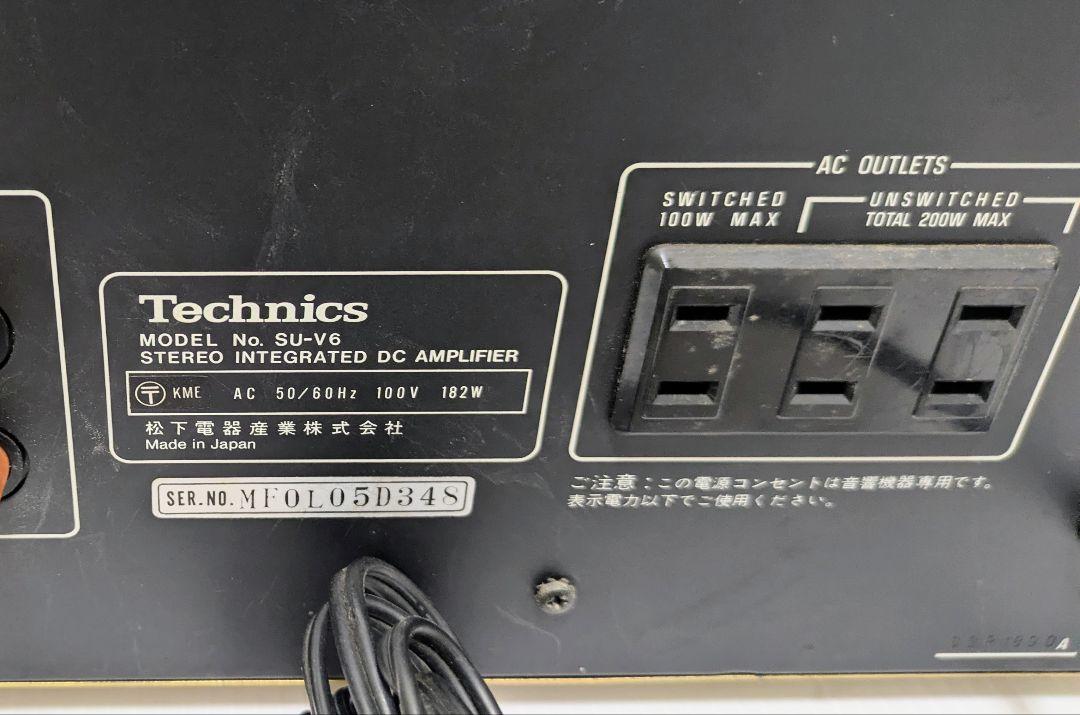 Technics
MODEL No. SU-V6
STEREO INTEGRATED DC AMPLIFIER
〒 KME AC 50/60Hz 100V 182W
松下電器産業株式会社
Made in Japan
SER.NO. MF0L05D348
AC OUTLETS
SWITCHED
100W MAX
UNSWITCHED
TOTAL 200W MAX
ご注意：この電源コンセントは音響機器専用です。
表示電力以下でご使用ください。
A